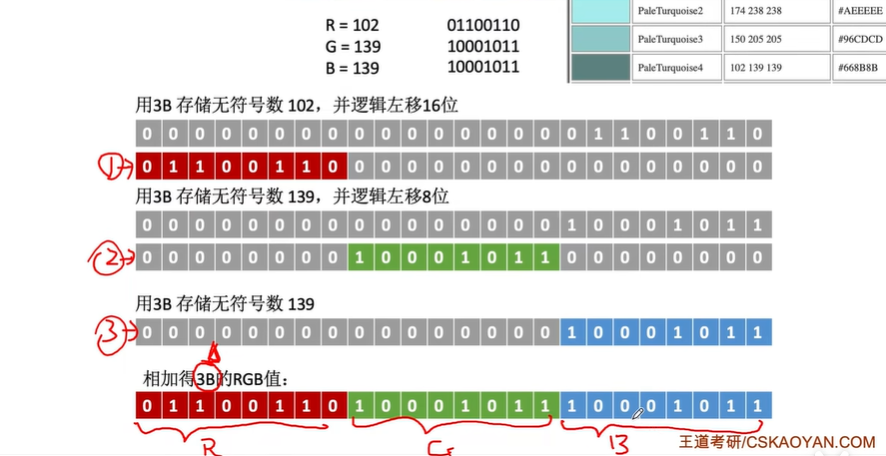 R = 102 01100110
G = 139 10001011
B = 139 10001011
PaleTurquoise2 174 238 238 #AEEEEE
PaleTurquoise3 150 205 205 #96CDCD
PaleTurquoise4 102 139 139 #668B8B
用3B 存储无符号数 102，并逻辑左移16位
0 0 0 0 0 0 0 0 0 0 0 0 0 0 0 0 0 1 1 0 0 1 1 0
① 0 1 1 0 0 1 1 0 0 0 0 0 0 0 0 0 0 0 0 0 0 0 0 0
用3B 存储无符号数 139，并逻辑左移8位
0 0 0 0 0 0 0 0 0 0 0 0 0 0 0 0 1 0 0 0 1 0 1 1
② 0 0 0 0 0 0 0 0 1 0 0 0 1 0 1 1 0 0 0 0 0 0 0 0
用3B 存储无符号数 139
③ 0 0 0 0 0 0 0 0 0 0 0 0 0 0 0 0 1 0 0 0 1 0 1 1
相加得3B的RGB值：
0 1 1 0 0 1 1 0 1 0 0 0 1 0 1 1 1 0 0 0 1 0 1 1
R G B
王道考研/CSKAOYAN.COM